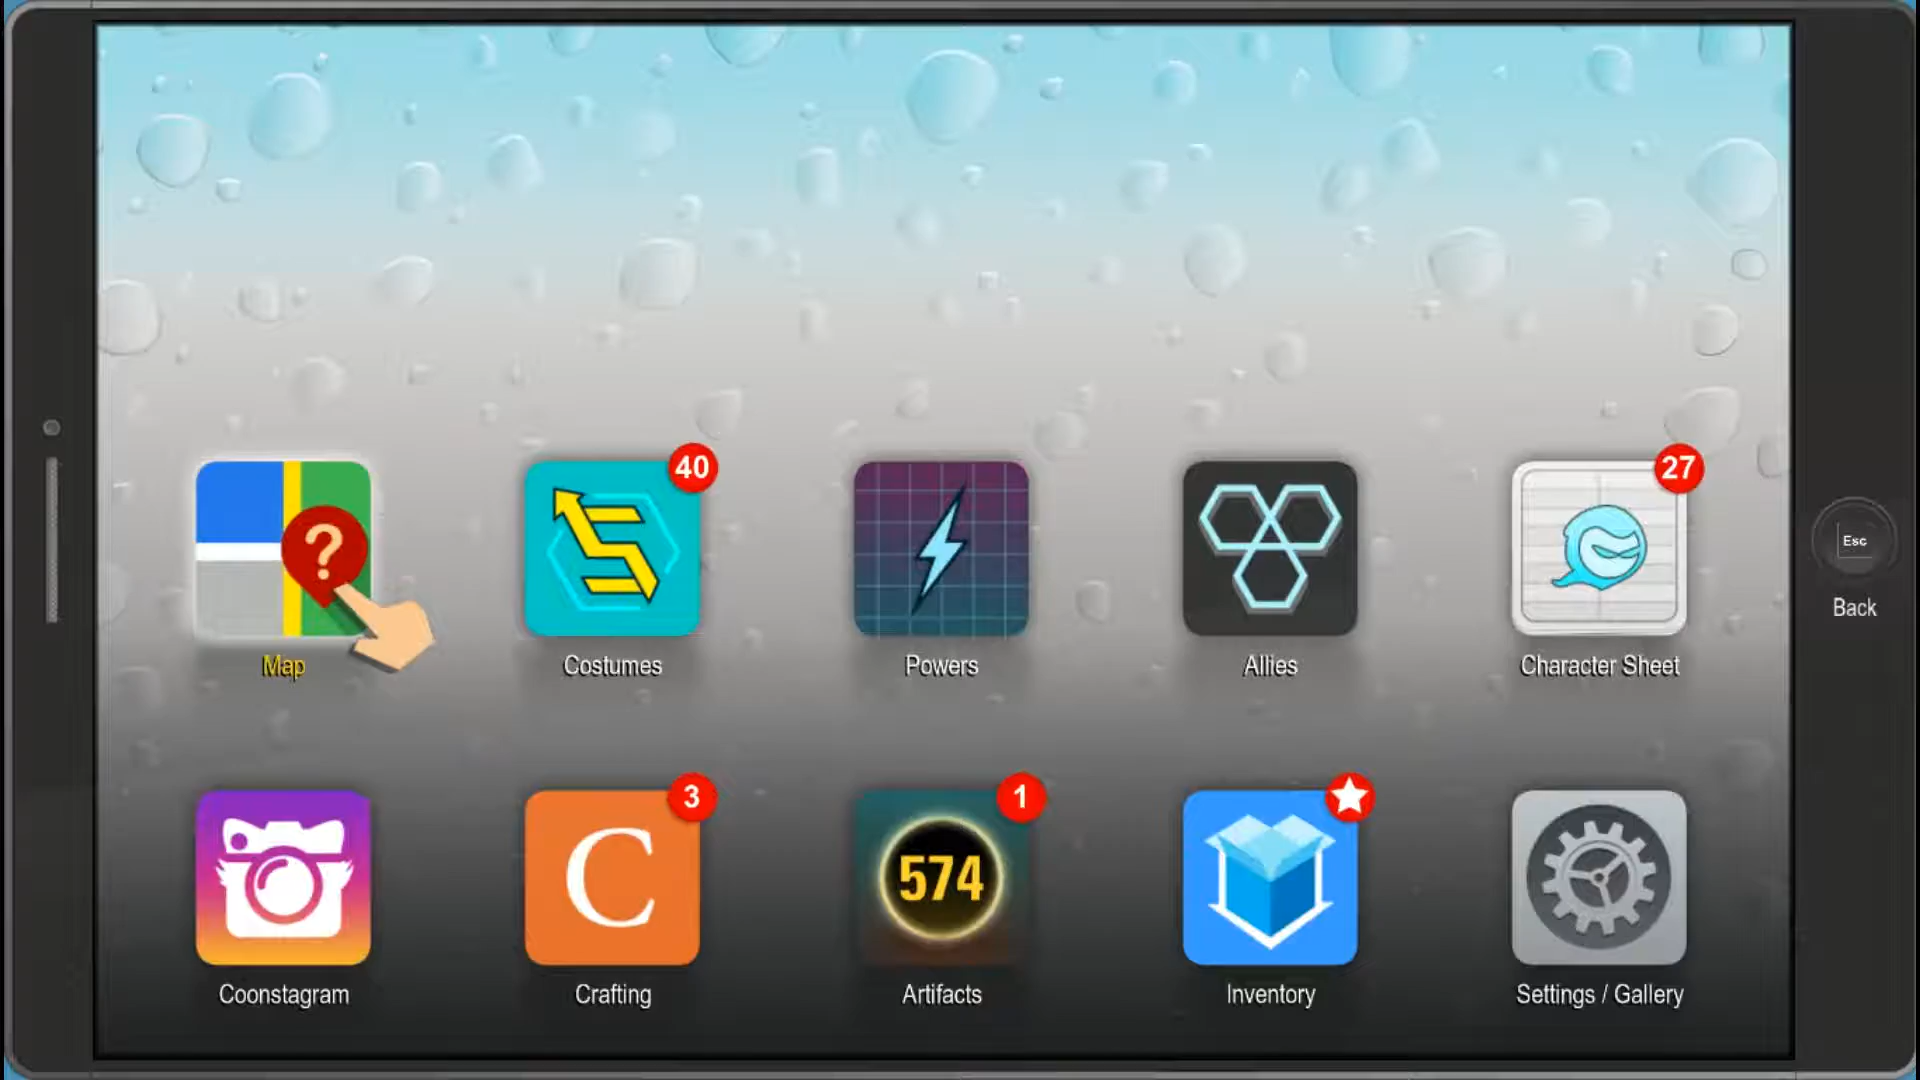 ?
40
27
Map
Costumes
Powers
Allies
Character Sheet
Esc
Back
C
3
574
1
Coonstagram
Crafting
Artifacts
Inventory
Settings / Gallery